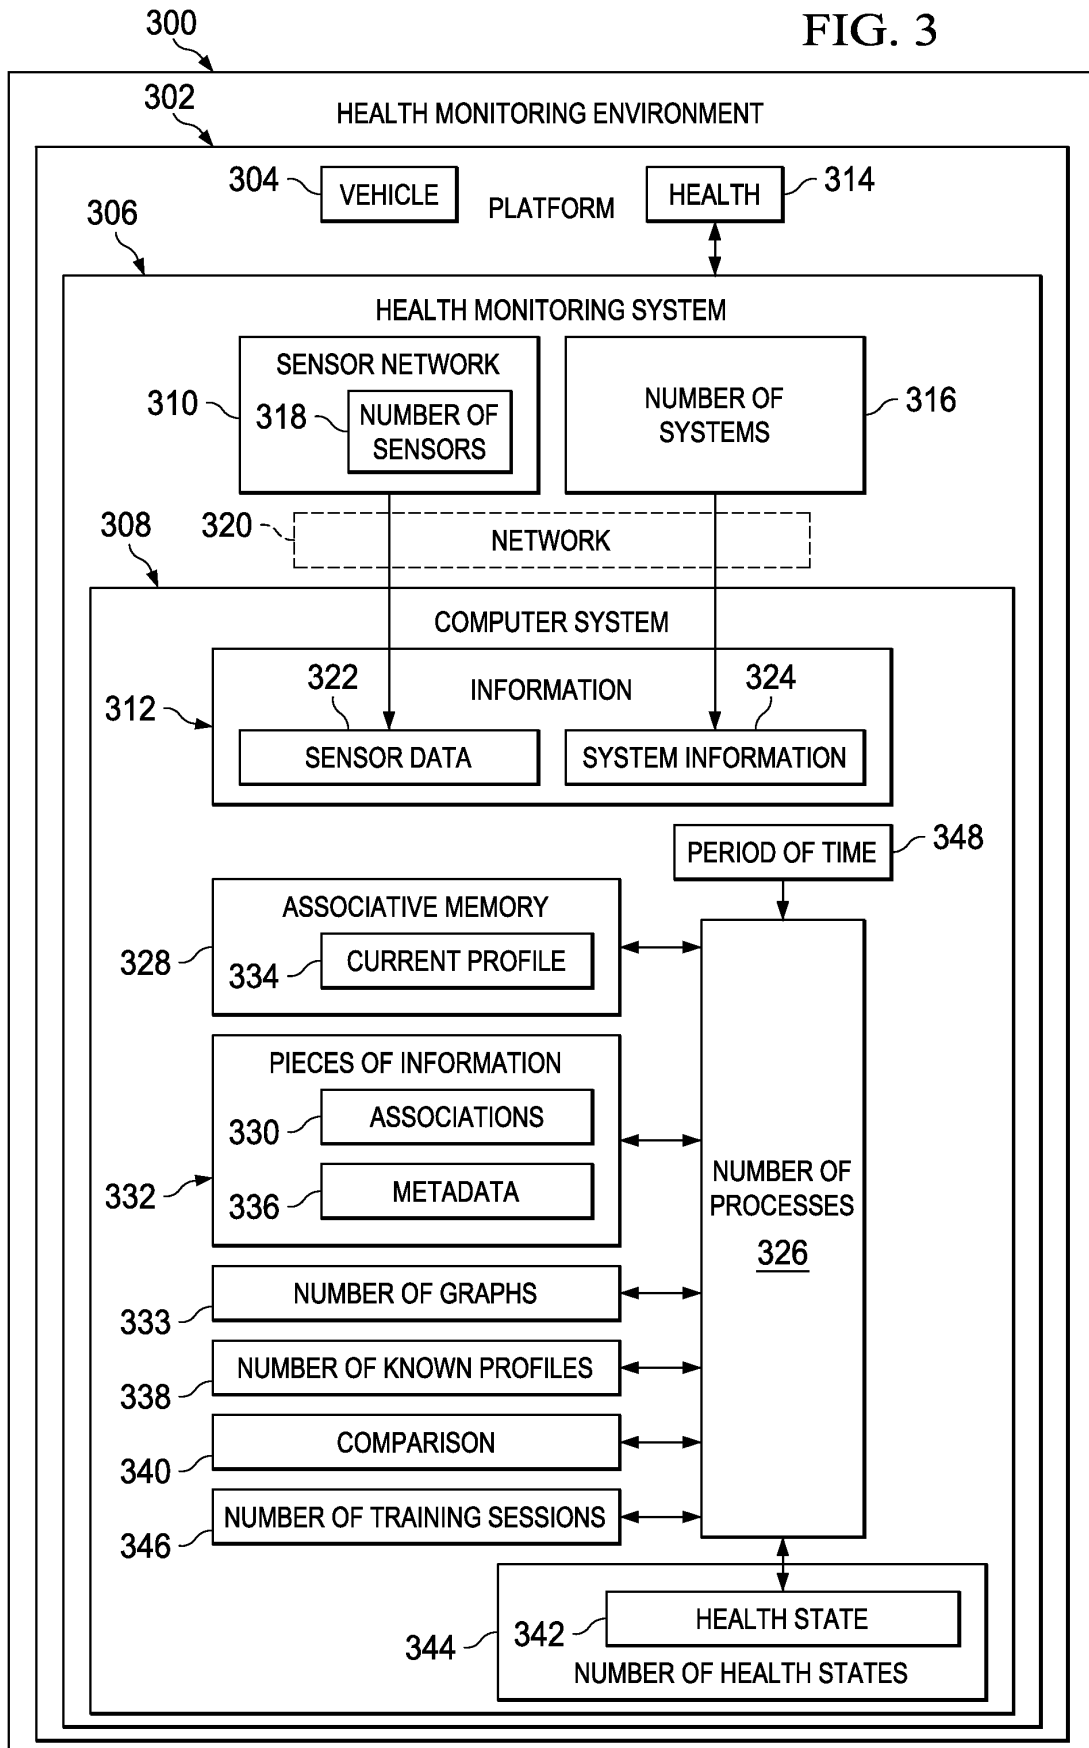 FIG. 3
300
302
HEALTH MONITORING ENVIRONMENT
304
VEHICLE
PLATFORM
HEALTH
314
306
HEALTH MONITORING SYSTEM
SENSOR NETWORK
310
318
NUMBER OF
SENSORS
NUMBER OF
SYSTEMS
316
320
NETWORK
308
COMPUTER SYSTEM
312
322
INFORMATION
324
SENSOR DATA
SYSTEM INFORMATION
PERIOD OF TIME
348
ASSOCIATIVE MEMORY
328
334
CURRENT PROFILE
PIECES OF INFORMATION
330
ASSOCIATIONS
332
336
METADATA
NUMBER OF
PROCESSES
326
NUMBER OF GRAPHS
333
NUMBER OF KNOWN PROFILES
338
COMPARISON
340
NUMBER OF TRAINING SESSIONS
346
344
342
HEALTH STATE
NUMBER OF HEALTH STATES